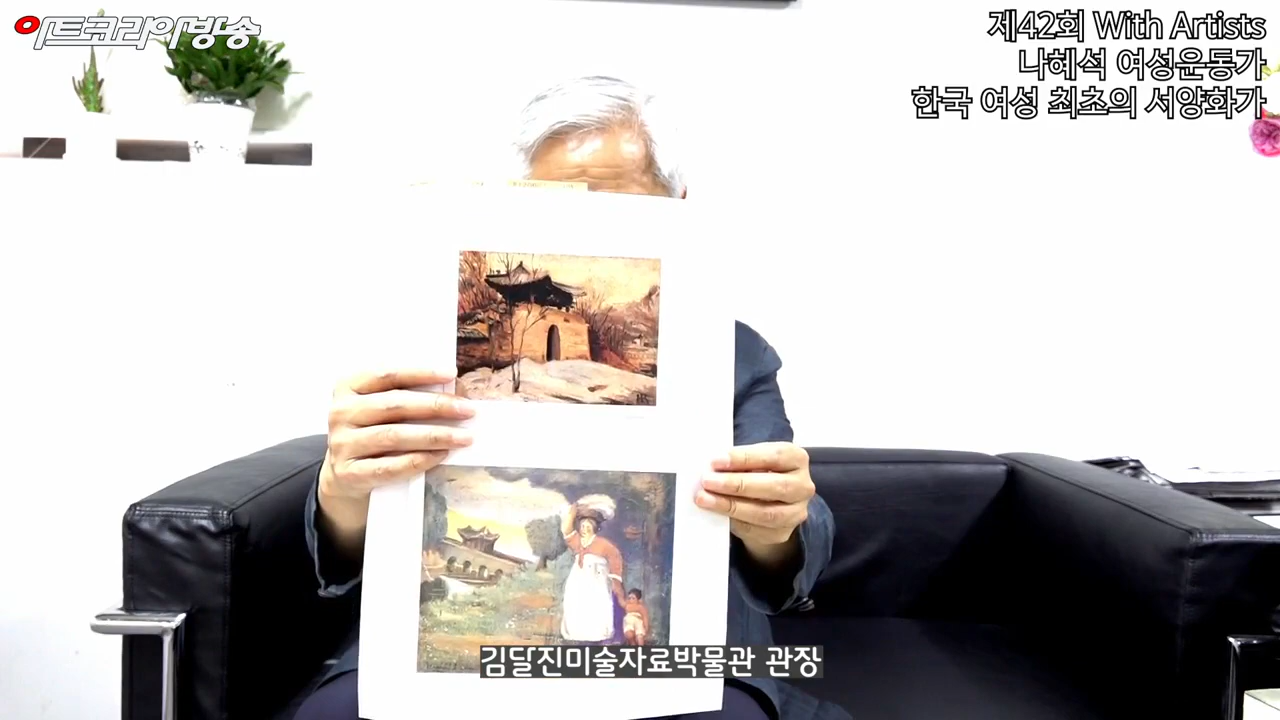 아트코리아방송
제42회 With Artists
나혜석 여성운동가
한국 여성 최초의 서양화가
김달진미술자료박물관 관장